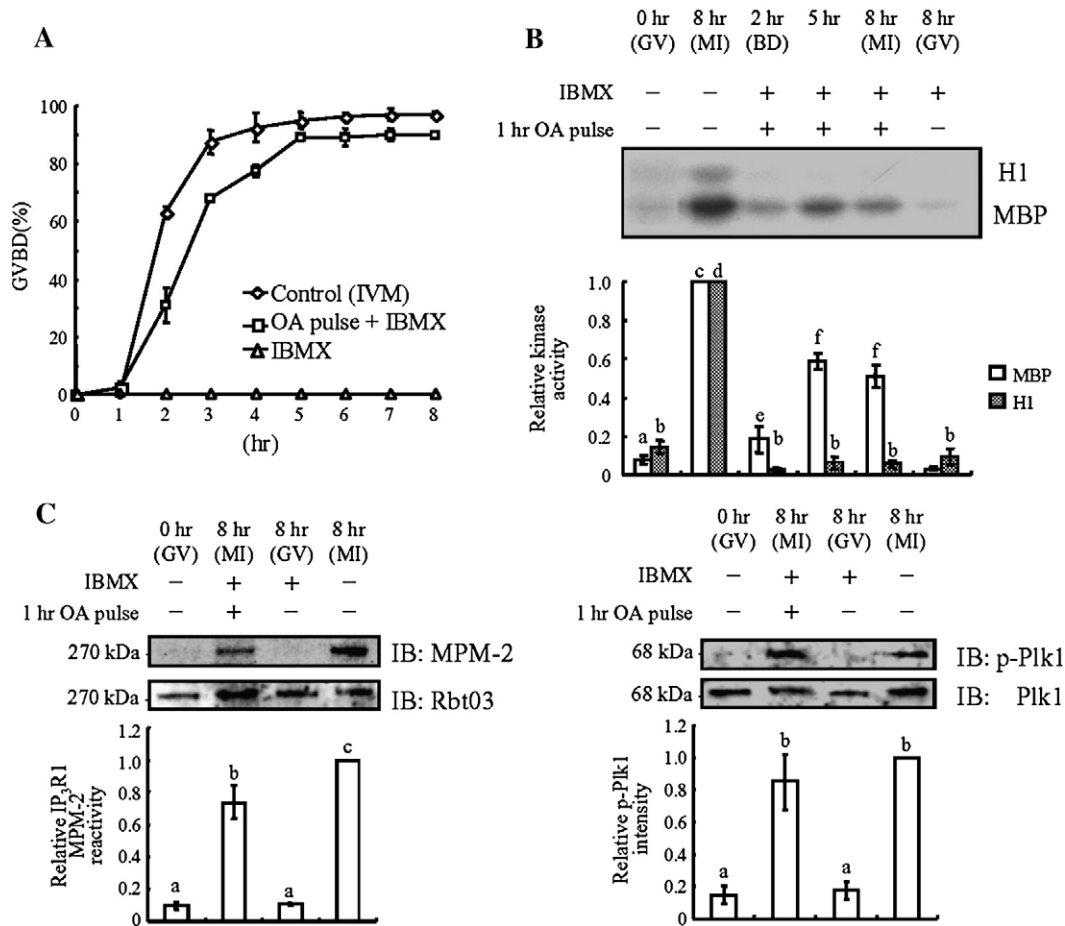 A
GVBD(%)
100
80
60
40
20
0
0 1 2 3 4 5 6 7 8
(hr)
Control (IVM)
OA pulse + IBMX
IBMX
B
0 hr 8 hr 2 hr 5 hr 8 hr 8 hr
(GV) (MI) (BD) (MI) (GV)
IBMX − − + + + +
1 hr OA pulse − − + + + −
H1
MBP
Relative kinase
activity
1.0
0.8
0.6
0.4
0.2
0
a b c d e b f b f b b
MBP
H1
C
0 hr 8 hr 8 hr 8 hr
(GV) (MI) (GV) (MI)
IBMX − + + −
1 hr OA pulse − + − −
270 kDa IB: MPM-2
270 kDa IB: Rbt03
Relative IP3R1
MPM-2
reactivity
1.2
1.0
0.8
0.6
0.4
0.2
0
a b a c
0 hr 8 hr 8 hr 8 hr
(GV) (MI) (GV) (MI)
IBMX − + + −
1 hr OA pulse − + − −
68 kDa IB: p-Plk1
68 kDa IB: Plk1
Relative p-Plk1
intensity
1.2
1.0
0.8
0.6
0.4
0.2
0
a b a b